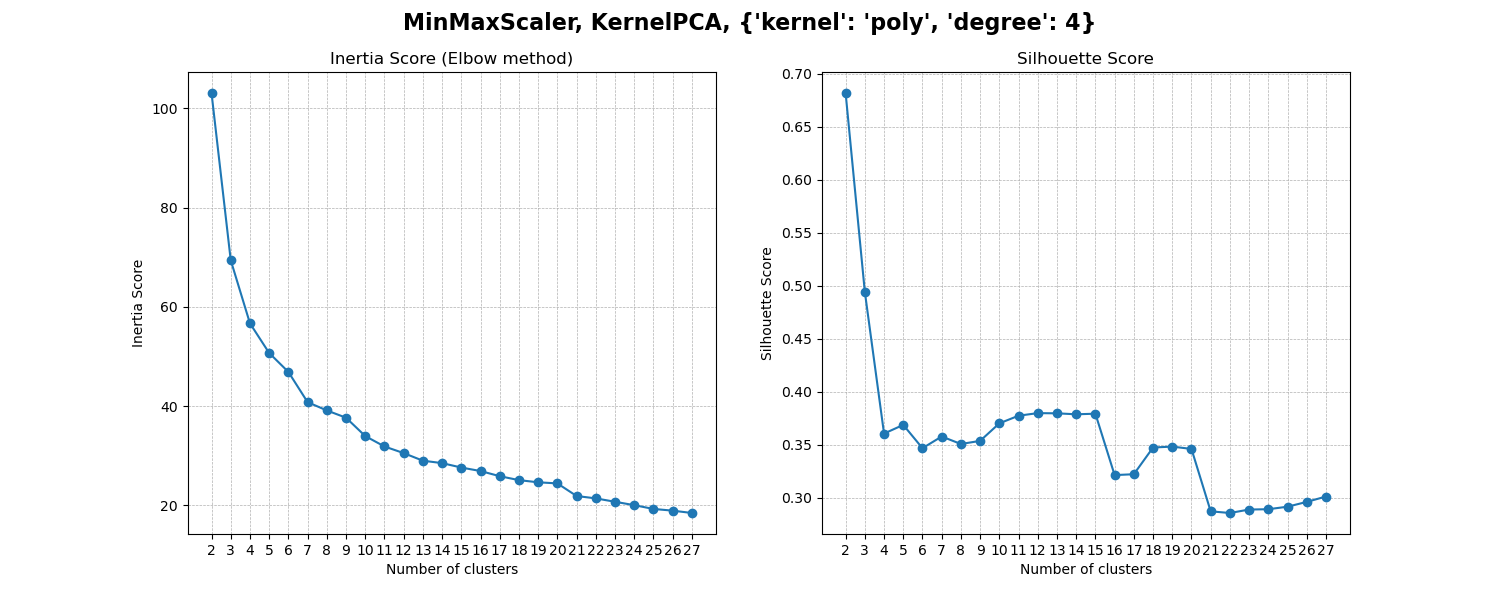 MinMaxScaler, KernelPCA, {'kernel': 'poly', 'degree': 4}
Inertia Score (Elbow method)
Inertia Score
100
80
60
40
20
2 3 4 5 6 7 8 9 10 11 12 13 14 15 16 17 18 19 20 21 22 23 24 25 26 27
Number of clusters
Silhouette Score
Silhouette Score
0.70
0.65
0.60
0.55
0.50
0.45
0.40
0.35
0.30
2 3 4 5 6 7 8 9 10 11 12 13 14 15 16 17 18 19 20 21 22 23 24 25 26 27
Number of clusters